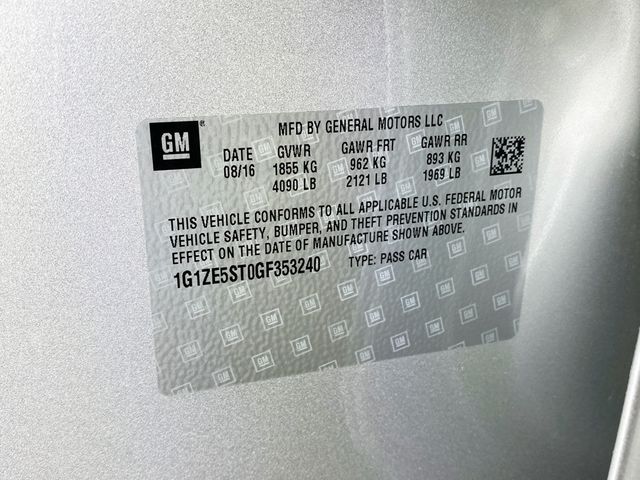 GM
MFD BY GENERAL MOTORS LLC
DATE GVWR GAWR FRT GAWR RR
08/16 1855 KG 962 KG 893 KG
4090 LB 2121 LB 1969 LB
THIS VEHICLE CONFORMS TO ALL APPLICABLE U.S. FEDERAL MOTOR
VEHICLE SAFETY, BUMPER, AND THEFT PREVENTION STANDARDS IN
EFFECT ON THE DATE OF MANUFACTURE SHOWN ABOVE.
1G1ZE5ST0GF353240 TYPE: PASS CAR